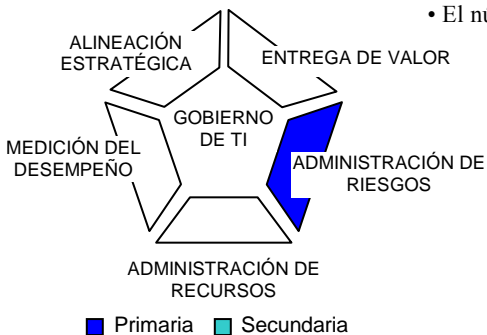 • El
ALINEACIÓN
ESTRATÉGICA
ENTREGA DE VALOR
GOBIERNO
DE TI
MEDICIÓN DEL
DESEMPEÑO
ADMINISTRACIÓN DE
RIESGOS
ADMINISTRACIÓN DE
RECURSOS
Primaria Secundaria